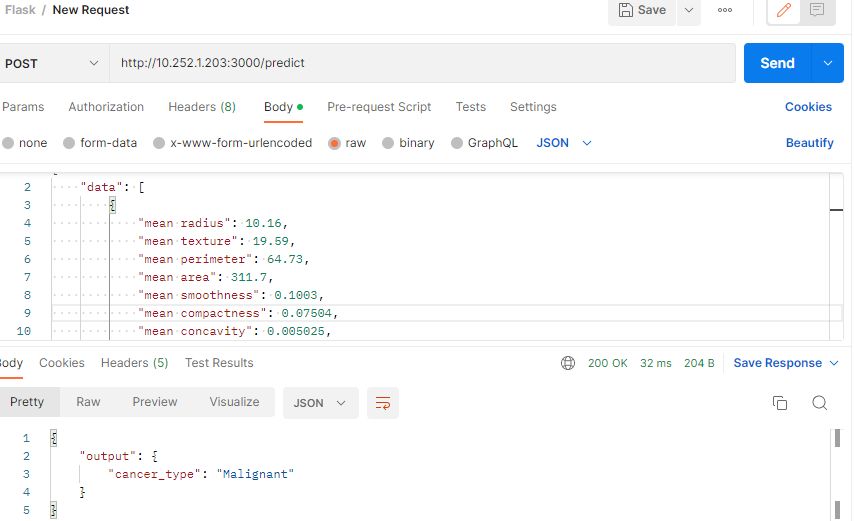 Flask / New Request
Save
POST http://10.252.1.203:3000/predict Send
Params Authorization Headers (8) Body Pre-request Script Tests Settings Cookies
none form-data x-www-form-urlencoded raw binary GraphQL JSON Beautify
2 "data": [
3 {
4 "mean radius": 10.16,
5 "mean texture": 19.59,
6 "mean perimeter": 64.73,
7 "mean area": 311.7,
8 "mean smoothness": 0.1003,
9 "mean compactness": 0.07504,
10 "mean concavity": 0.005025,
Body Cookies Headers (5) Test Results 200 OK 32 ms 204 B Save Response
Pretty Raw Preview Visualize JSON
1 {
2 "output": {
3 "cancer_type": "Malignant"
4 }
5 }